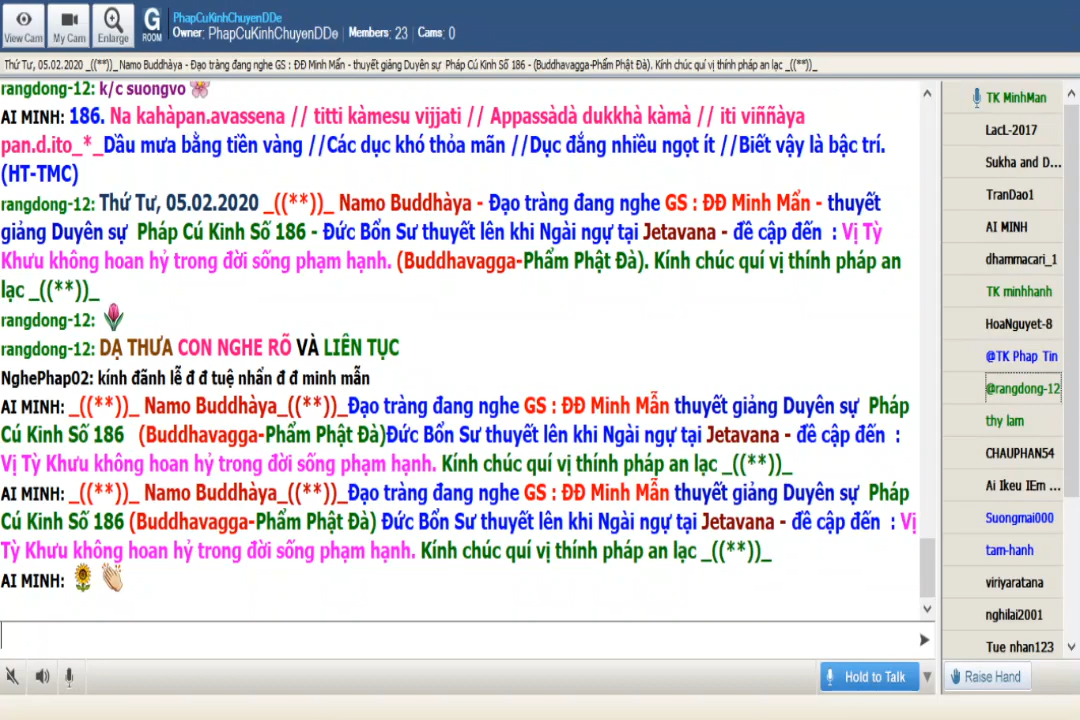 PhapCuKinhChuyenDDe
View Cam My Cam Enlarge G ROOM Owner: PhapCuKinhChuyenDDe Members: 23 Cams: 0
Thứ Tư, 05.02.2020 _((**))_ Namo Buddhàya - Đạo tràng đang nghe GS : ĐĐ Minh Mẩn - thuyết giảng Duyên sự Pháp Cú Kinh Số 186 - (Buddhavagga-Phẩm Phật Đà). Kính chúc quí vị thính pháp an lạc _((**))_
rangdong-12: k/c suongvo
AI MINH: 186. Na kahàpan.avassena // titti kàmesu vijjati // Appassàdà dukkhà kàmà // iti viññàya
pan.d.ito_*_Dầu mưa bằng tiền vàng //Các dục khó thỏa mãn //Dục đắng nhiều ngọt ít //Biết vậy là bậc trí.
(HT-TMC)
rangdong-12: Thứ Tư, 05.02.2020 _((**))_ Namo Buddhàya - Đạo tràng đang nghe GS : ĐĐ Minh Mẩn - thuyết
giảng Duyên sự Pháp Cú Kinh Số 186 - Đức Bổn Sư thuyết lên khi Ngài ngự tại Jetavana - đề cập đến : Vị Tỳ
Khưu không hoan hỷ trong đời sống phạm hạnh. (Buddhavagga-Phẩm Phật Đà). Kính chúc quí vị thính pháp an
lạc _((**))_
rangdong-12:
rangdong-12: DẠ THƯA CON NGHE RÕ VÀ LIÊN TỤC
NghePhap02: kính đãnh lễ đ đ tuệ nhẩn đ đ minh mẫn
AI MINH: _((**))_ Namo Buddhàya_((**))_Đạo tràng đang nghe GS : ĐĐ Minh Mẫn thuyết giảng Duyên sự Pháp
Cú Kinh Số 186 (Buddhavagga-Phẩm Phật Đà)Đức Bổn Sư thuyết lên khi Ngài ngự tại Jetavana - đề cập đến :
Vị Tỳ Khưu không hoan hỷ trong đời sống phạm hạnh. Kính chúc quí vị thính pháp an lạc _((**))_
AI MINH: _((**))_ Namo Buddhàya_((**))_Đạo tràng đang nghe GS : ĐĐ Minh Mẫn thuyết giảng Duyên sự Pháp
Cú Kinh Số 186 (Buddhavagga-Phẩm Phật Đà) Đức Bổn Sư thuyết lên khi Ngài ngự tại Jetavana - đề cập đến : Vị
Tỳ Khưu không hoan hỷ trong đời sống phạm hạnh. Kính chúc quí vị thính pháp an lạc _((**))_
AI MINH:
TK MinhMan
LacL-2017
Sukha and D...
TranDao1
AI MINH
dhammacari_1
TK minhhanh
HoaNguyet-8
@TK Phap Tin
@rangdong-12
thy lam
CHAUPHAN54
Ai Ikeu IEm ...
Suongmai000
tam-hanh
viriyaratana
nghilai2001
Tue nhan123
Hold to Talk
Raise Hand